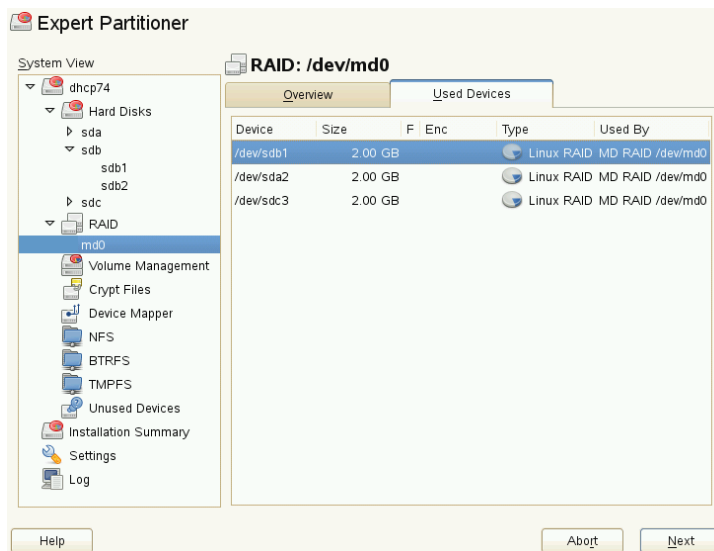 Expert Partitioner
System View
dhcp74
Hard Disks
sda
sdb
sdb1
sdb2
sdc
RAID
md0
Volume Management
Crypt Files
Device Mapper
NFS
BTRFS
TMPFS
Unused Devices
Installation Summary
Settings
Log
RAID: /dev/md0
Overview Used Devices
Device Size F Enc Type Used By
/dev/sdb1 2.00 GB Linux RAID MD RAID /dev/md0
/dev/sda2 2.00 GB Linux RAID MD RAID /dev/md0
/dev/sdc3 2.00 GB Linux RAID MD RAID /dev/md0
Help Abort Next